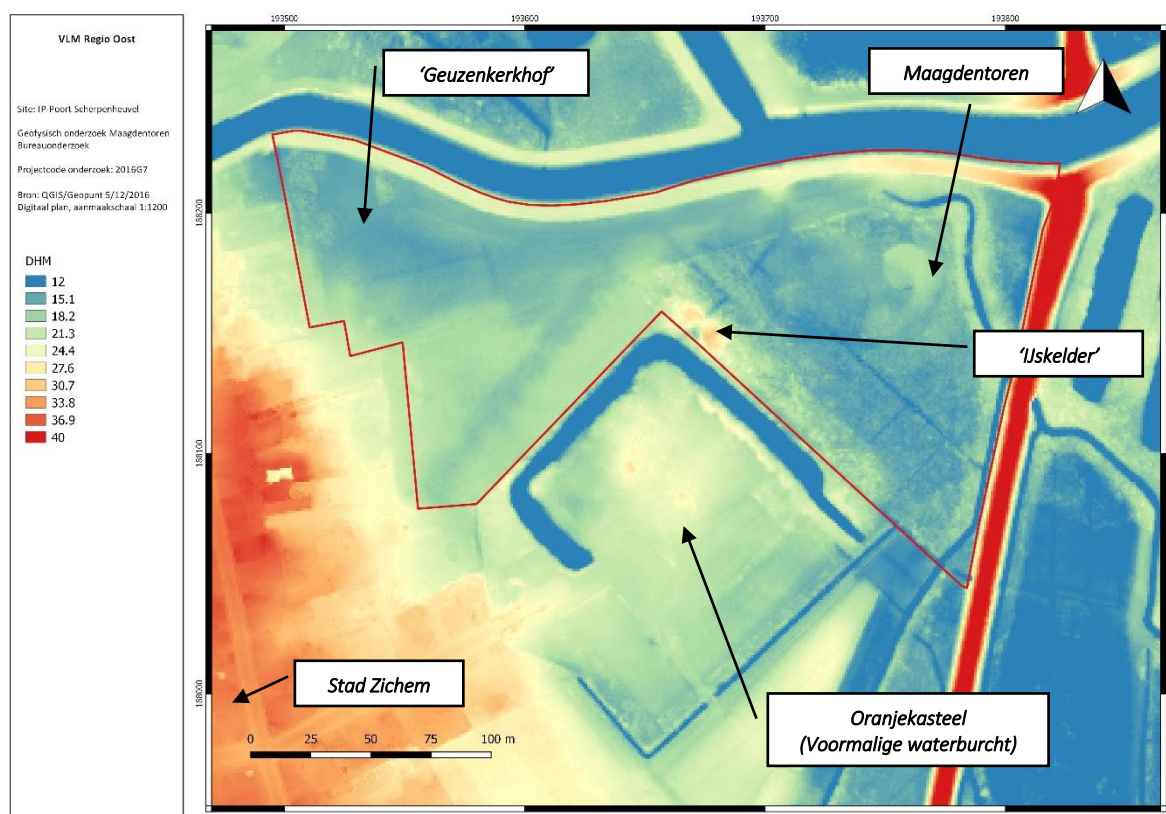 VLM Regio Oost
Site: IP Poort Scherpenheuvel
Geofysisch onderzoek Maagdentoren
Bureauonderzoek
Projectcode onderzoek: 2016G7
Bron: QGIS/Geopunt 5/12/2016
Digitaal plan, aanmaakschaal 1:1200
DHM
12
15.1
18.2
21.3
24.4
27.6
30.7
33.8
36.9
40
193500
193600
193700
193800
188200
188100
188000
‘Geuzenkerkhof’
Maagdentoren
‘IJskelder’
Stad Zichem
Oranjekasteel
(Voormalige waterburcht)
0 25 50 75 100 m